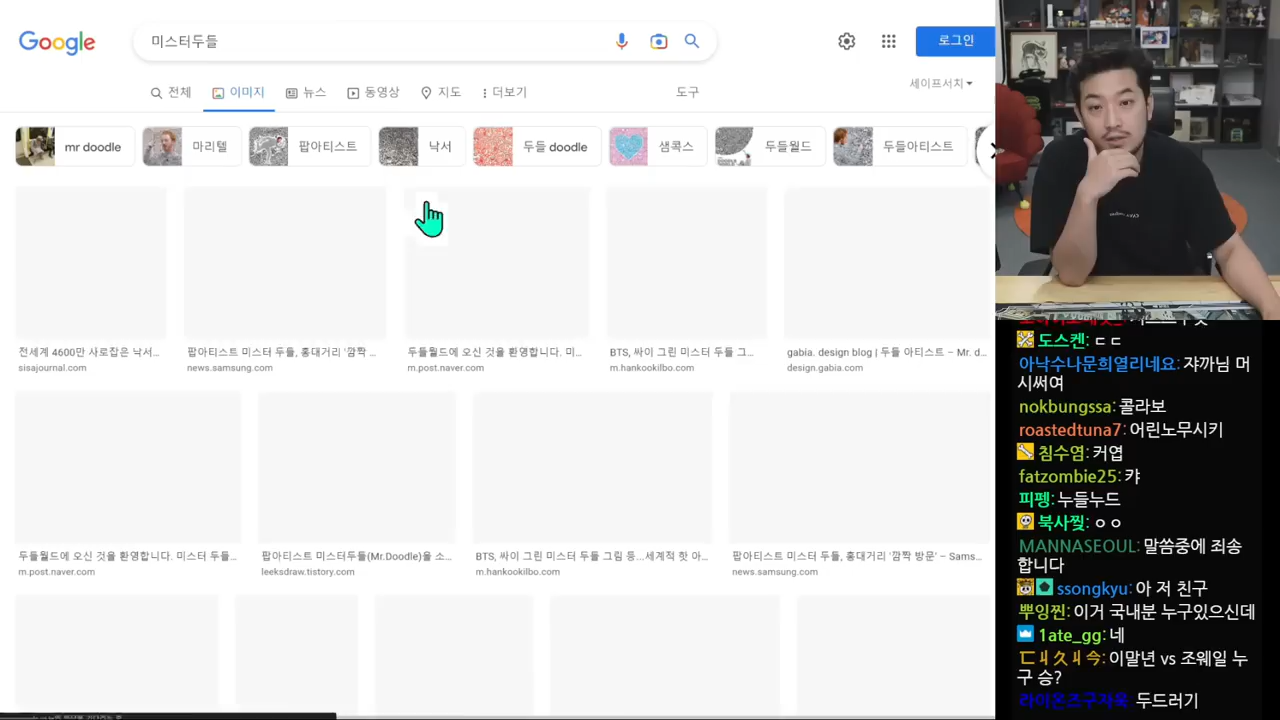 Google
미스터두들
로그인
전체
이미지
뉴스
동영상
지도
더보기
도구
세이프서치
mr doodle
마리텔
팝아티스트
낙서
두들 doodle
샘콕스
두들월드
두들아티스트
전세계 4600만 사로잡은 낙서...
sisajournal.com
팝아티스트 미스터 두들, 홍대거리 '깜짝 ...
news.samsung.com
두들월드에 오신 것을 환영합니다. 미...
m.post.naver.com
BTS, 싸이 그린 미스터 두들 그...
m.hankookilbo.com
gabia. design blog | 두들 아티스트 – Mr. d...
design.gabia.com
두들월드에 오신 것을 환영합니다. 미스터 두들...
m.post.naver.com
팝아티스트 미스터두들(Mr.Doodle)을 소...
leeksdraw.tistory.com
BTS, 싸이 그린 미스터 두들 그림 등...세계적 핫 아...
m.hankookilbo.com
팝아티스트 미스터 두들, 홍대거리 '깜짝 방문' – Sams...
news.samsung.com
도스켄: ㄷㄷ
아낙수나문희열리네요: 쟈까님 머
시써여
nokbungssa: 콜라보
roastedtuna7: 어린노무시키
침수염: 커엽
fatzombie25: 캬
피펭: 누들누드
북사찢: ㅇㅇ
MANNASEOUL: 말씀중에 죄송
합니다
ssongkyu: 아 저 친구
뿌잉찐: 이거 국내분 누구있으신데
1ate_gg: 네
ㄷㅐ久ㅐ今: 이말년 vs 조웨일 누
구 승?
라이온즈구자욱: 두드러기